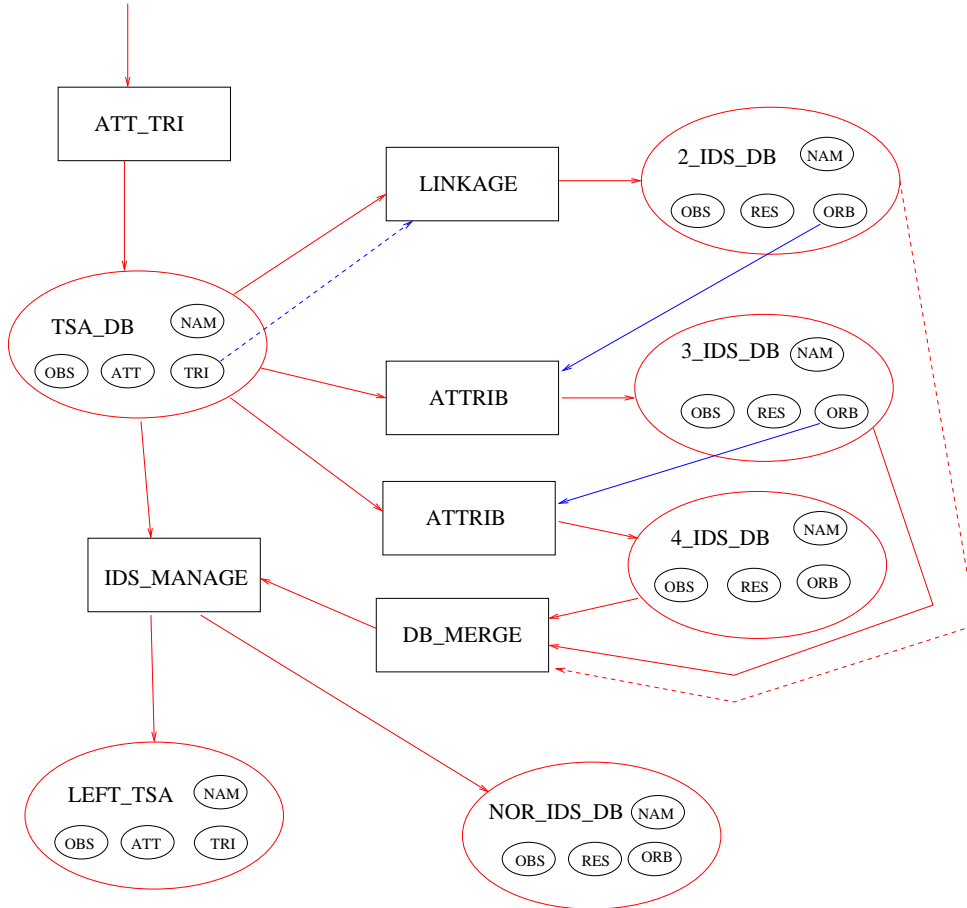 ATT_TRI
LINKAGE
2_IDS_DB NAM
OBS RES ORB
TSA_DB NAM
OBS ATT TRI
ATTRIB
3_IDS_DB NAM
OBS RES ORB
ATTRIB
4_IDS_DB NAM
OBS RES ORB
IDS_MANAGE
DB_MERGE
LEFT_TSA NAM
OBS ATT TRI
NOR_IDS_DB NAM
OBS RES ORB